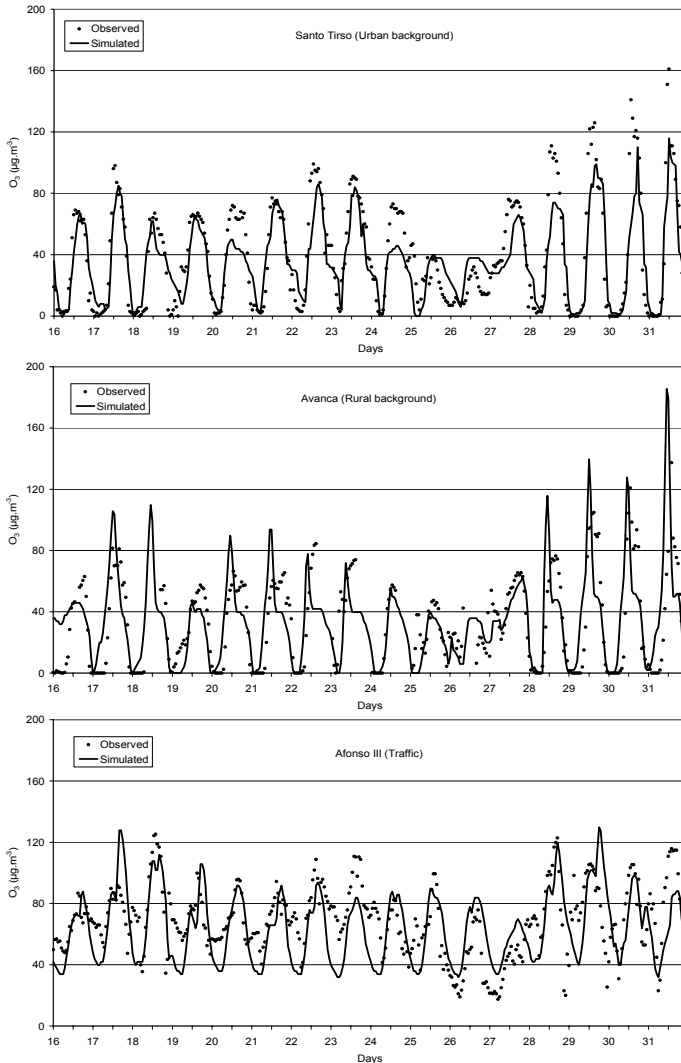 200
160
120
80
40
0
O₃ (µg.m³)
Observed
Simulated
Santo Tirso (Urban background)
16 17 18 19 20 21 22 23 24 25 26 27 28 29 30 31
Days
200
160
120
80
40
0
O₃ (µg.m³)
Observed
Simulated
Avanca (Rural background)
16 17 18 19 20 21 22 23 24 25 26 27 28 29 30 31
Days
200
160
120
80
40
0
O₃ (µg.m³)
Observed
Simulated
Afonso III (Traffic)
16 17 18 19 20 21 22 23 24 25 26 27 28 29 30 31
Days